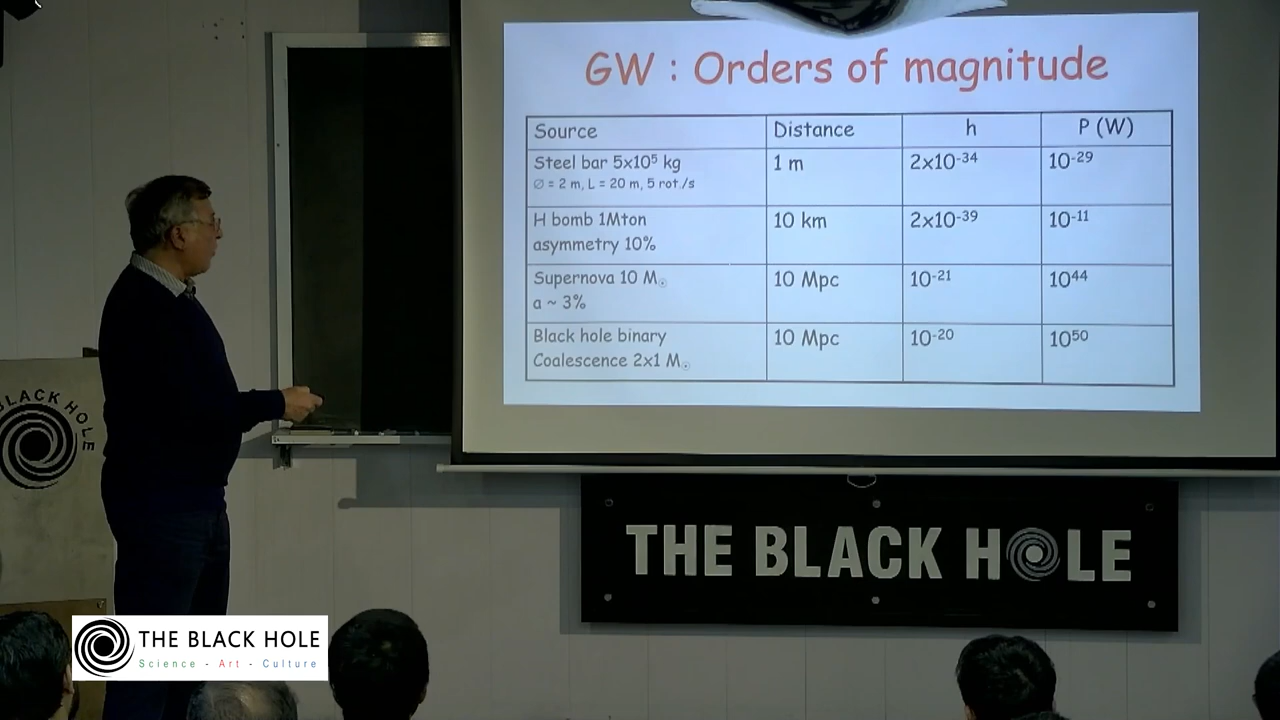 GW : Orders of magnitude
Source Distance h P (W)
Steel bar 5x10⁵ kg 1 m 2x10⁻³⁴ 10⁻²⁹
∅ = 2 m, L = 20 m, 5 rot./s
H bomb 1Mton 10 km 2x10⁻³⁹ 10⁻¹¹
asymmetry 10%
Supernova 10 M☉ 10 Mpc 10⁻²¹ 10⁴⁴
a ~ 3%
Black hole binary 10 Mpc 10⁻²⁰ 10⁵⁰
Coalescence 2x1 M☉
BLACK HOLE
THE BLACK HOLE
THE BLACK HOLE
Science - Art - Culture